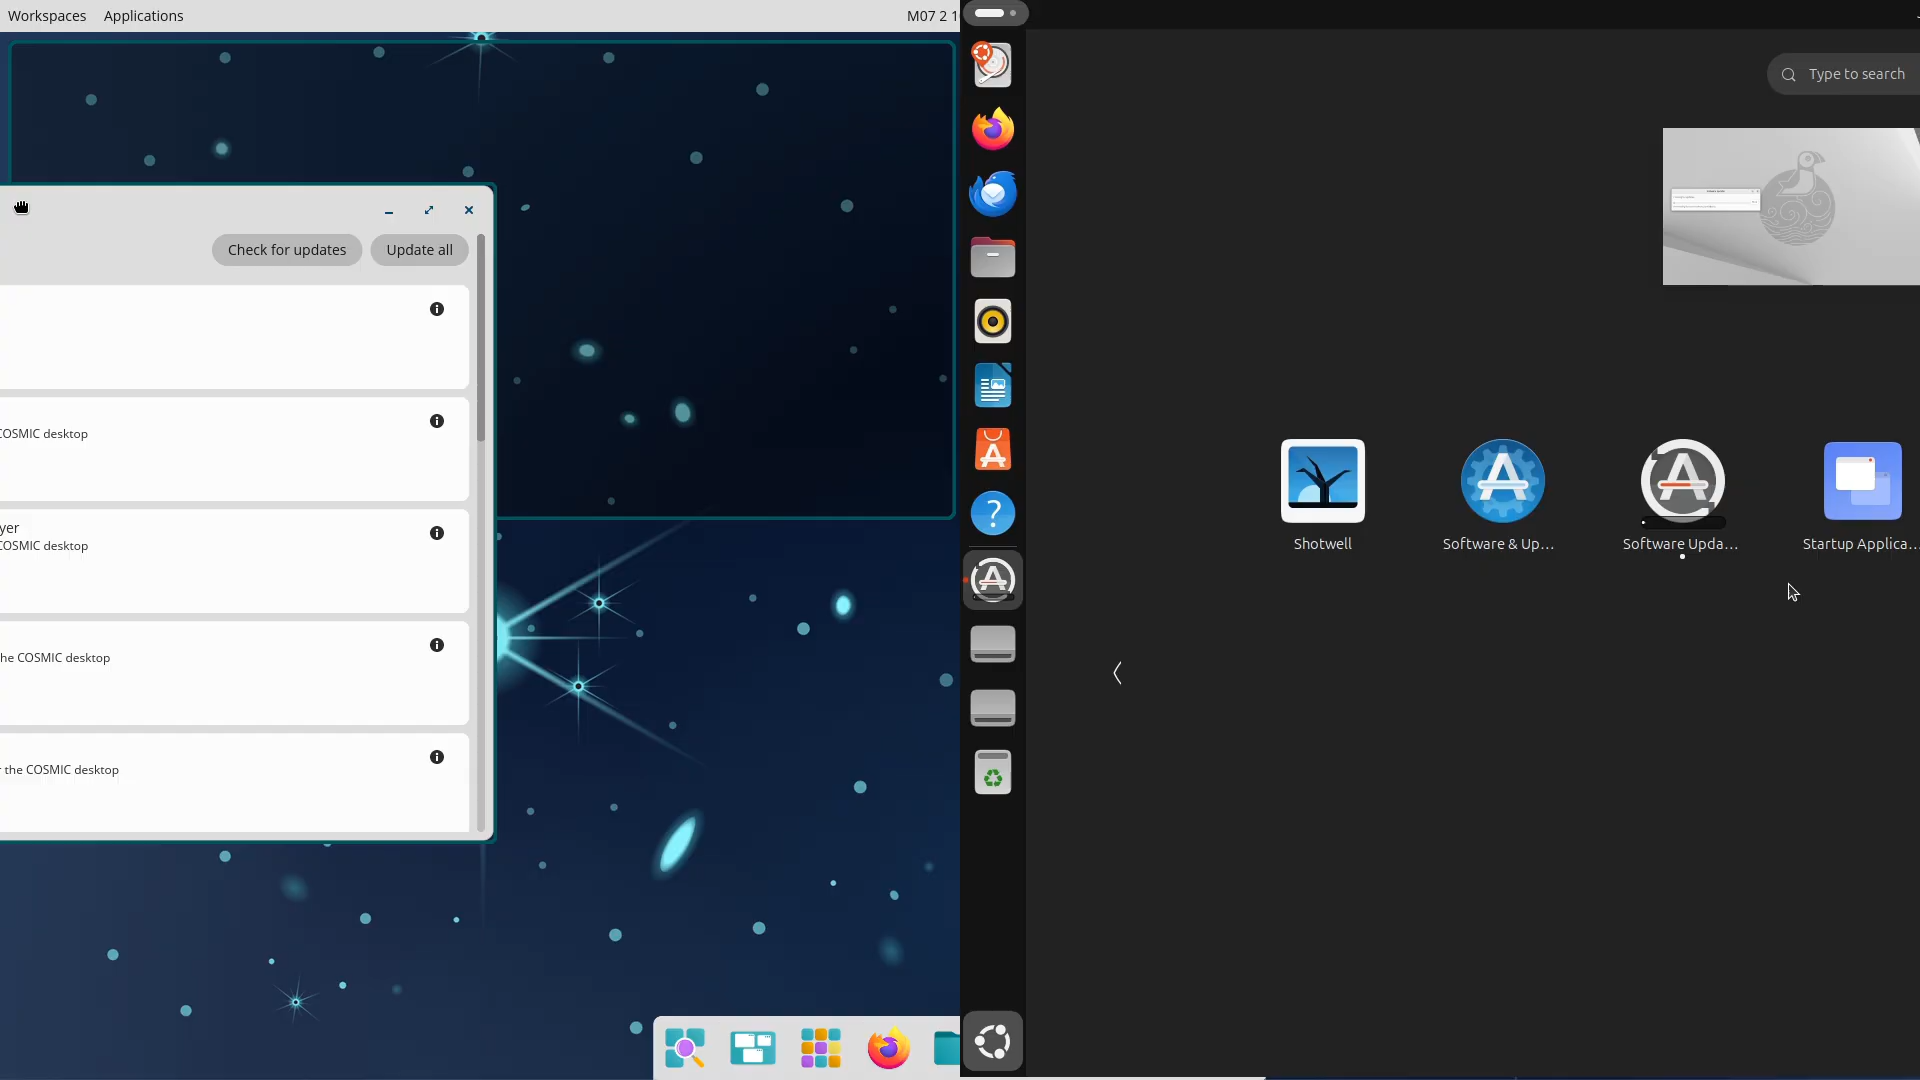 Workspaces Applications
M07 2 1
Check for updates Update all
COSMIC desktop
yer
COSMIC desktop
he COSMIC desktop
the COSMIC desktop
Type to search
Shotwell
Software & Up...
Software Upda...
Startup Applica...